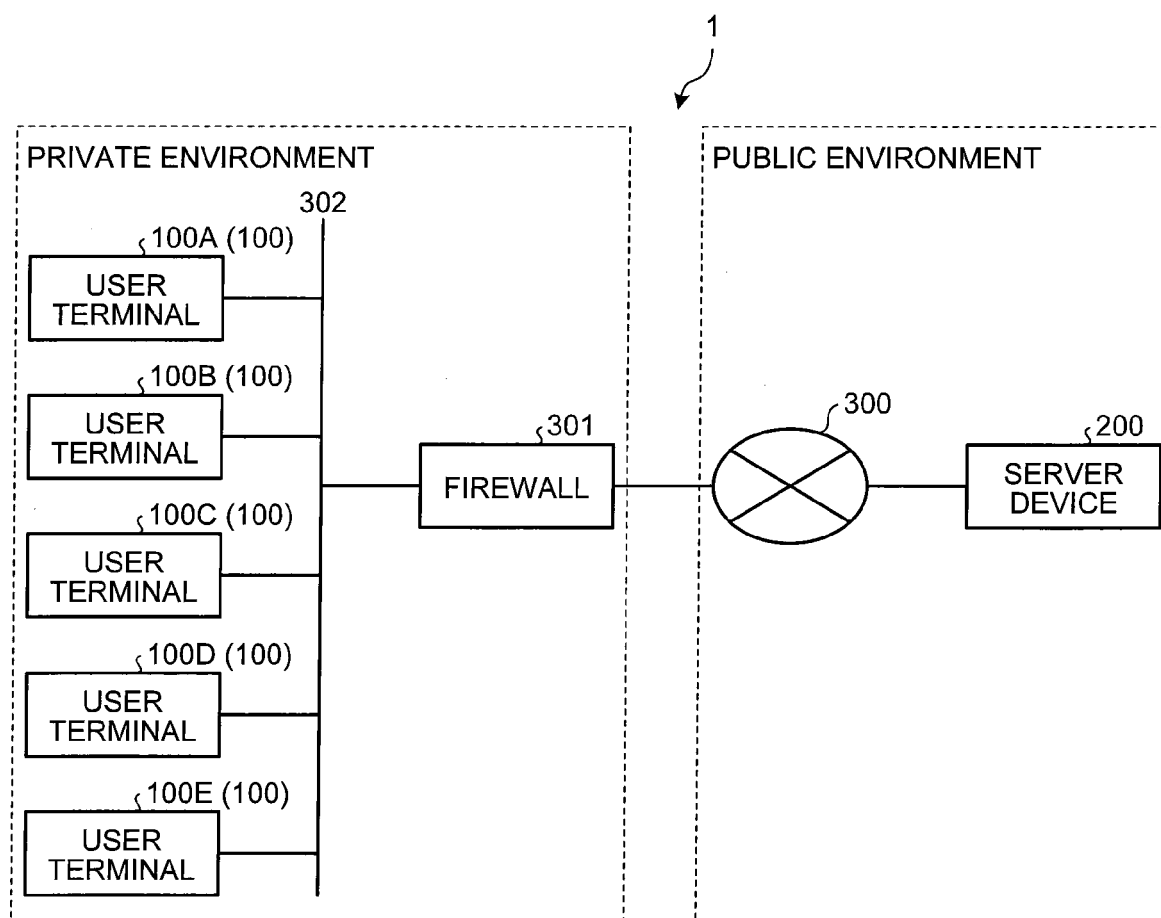 1
PRIVATE ENVIRONMENT
PUBLIC ENVIRONMENT
302
100A (100)
USER
TERMINAL
100B (100)
USER
TERMINAL
301
FIREWALL
300
200
SERVER
DEVICE
100C (100)
USER
TERMINAL
100D (100)
USER
TERMINAL
100E (100)
USER
TERMINAL